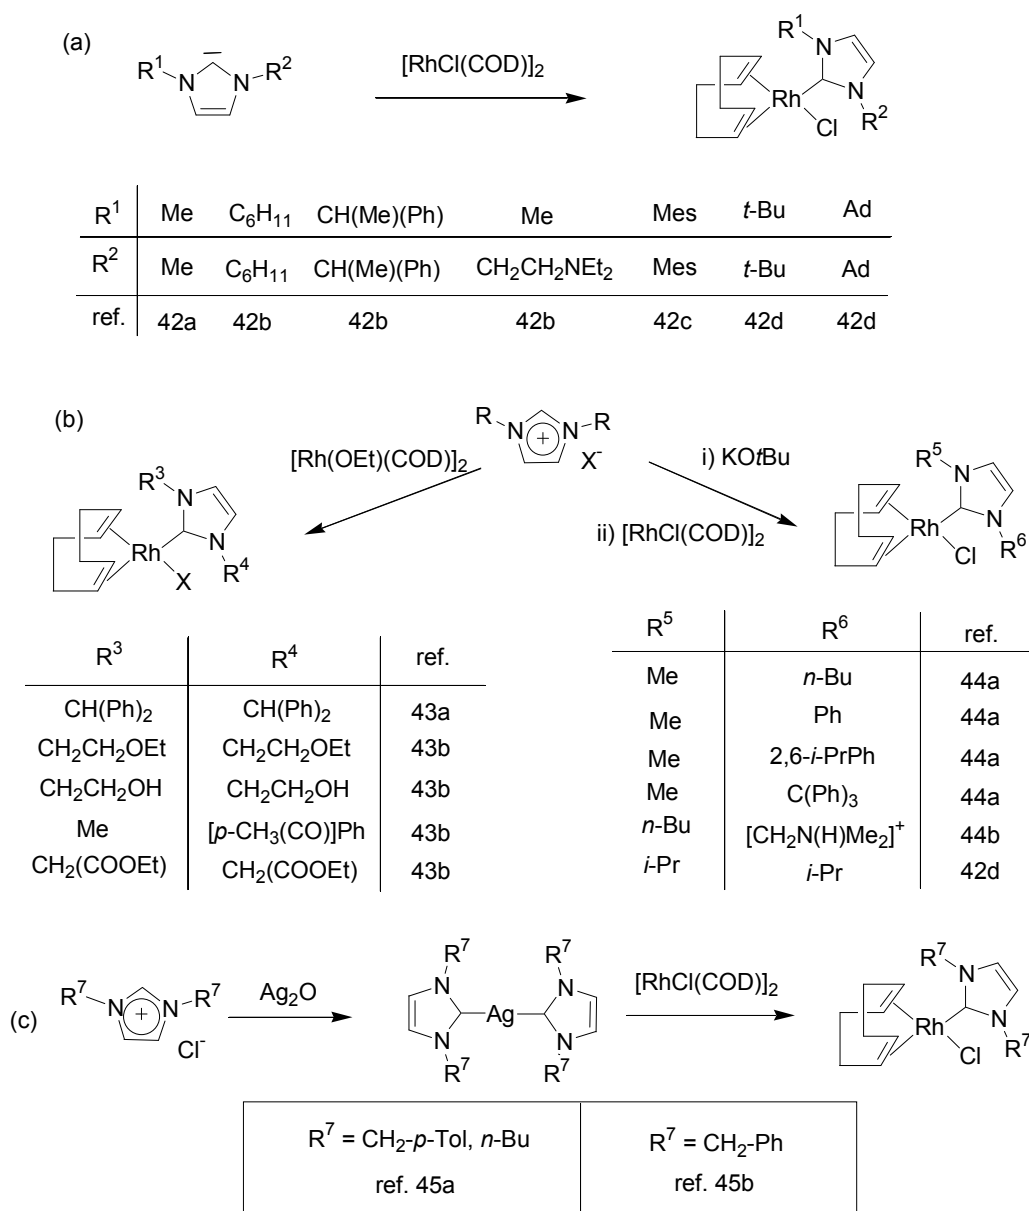 (a)
R¹ N N R²
[RhCl(COD)]₂
R¹ N N R² Rh Cl
R¹ Me C₆H₁₁ CH(Me)(Ph) Me Mes t-Bu Ad
R² Me C₆H₁₁ CH(Me)(Ph) CH₂CH₂NEt₂ Mes t-Bu Ad
ref. 42a 42b 42b 42b 42c 42d 42d
(b)
R N + N R X⁻
[Rh(OEt)(COD)]₂
i) KOtBu
ii) [RhCl(COD)]₂
R³ N N R⁴ Rh X
R⁵ N N R⁶ Rh Cl
R³ R⁴ ref.
CH(Ph)₂ CH(Ph)₂ 43a
CH₂CH₂OEt CH₂CH₂OEt 43b
CH₂CH₂OH CH₂CH₂OH 43b
Me [p-CH₃(CO)]Ph 43b
CH₂(COOEt) CH₂(COOEt) 43b
R⁵ R⁶ ref.
Me n-Bu 44a
Me Ph 44a
Me 2,6-i-PrPh 44a
Me C(Ph)₃ 44a
n-Bu [CH₂N(H)Me₂]⁺ 44b
i-Pr i-Pr 42d
(c)
R⁷ N + N R⁷ Cl⁻
Ag₂O
R⁷ N N R⁷ Ag R⁷ N N R⁷
[RhCl(COD)]₂
R⁷ N N R⁷ Rh Cl
R⁷ = CH₂-p-Tol, n-Bu
ref. 45a
R⁷ = CH₂-Ph
ref. 45b